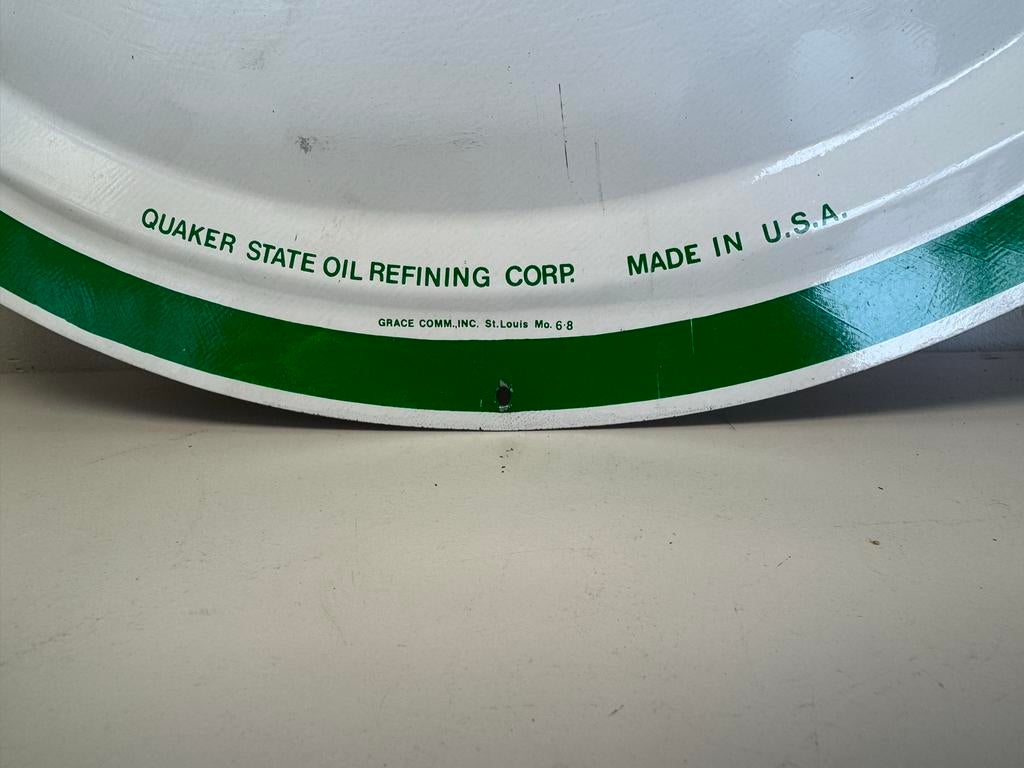 QUAKER STATE OIL REFINING CORP. MADE IN U.S.A.
GRACE COMM.,INC. St.Louis Mo. 6-8